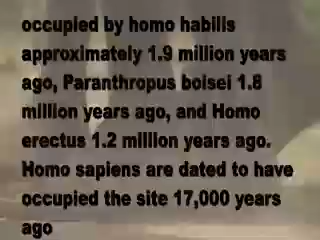 occupied by homo habilis
approximately 1.9 million years
ago, Paranthropus boisei 1.8
million years ago, and Homo
erectus 1.2 million years ago.
Homo sapiens are dated to have
occupied the site 17,000 years
ago